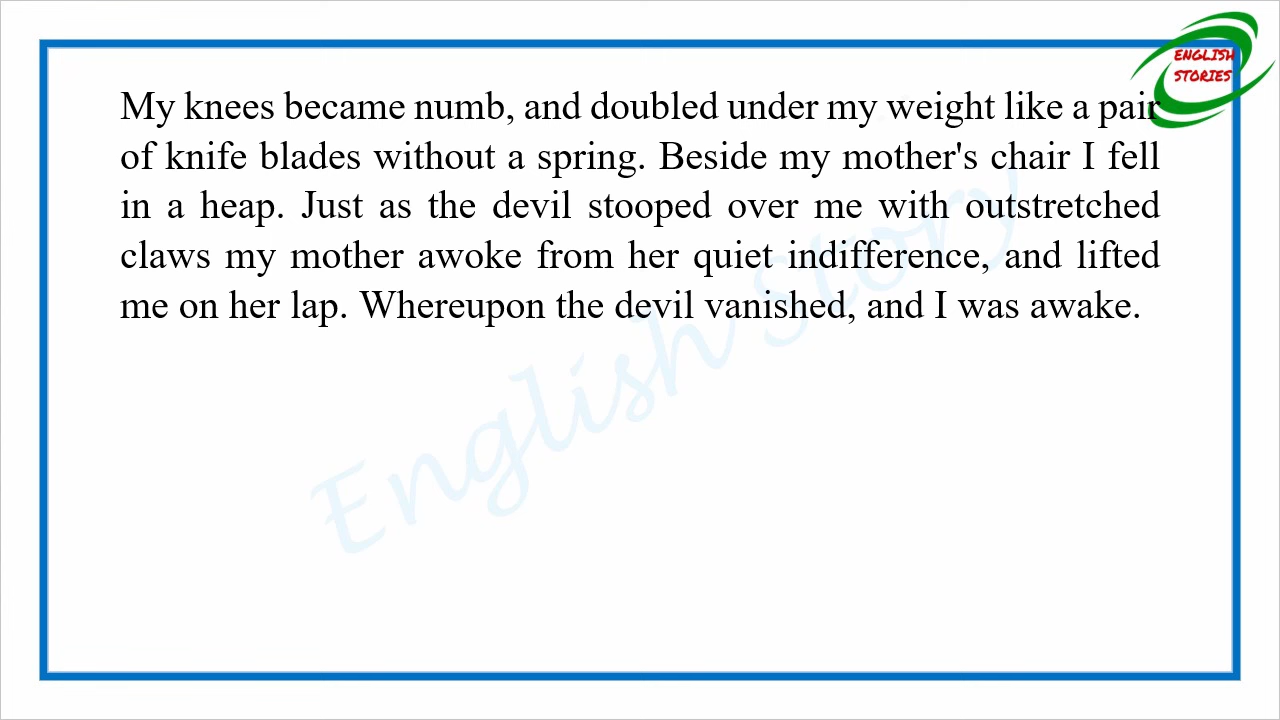 ENGLISH
STORIES
My knees became numb, and doubled under my weight like a pair
of knife blades without a spring. Beside my mother's chair I fell
in a heap. Just as the devil stooped over me with outstretched
claws my mother awoke from her quiet indifference, and lifted
me on her lap. Whereupon the devil vanished, and I was awake.
English Story